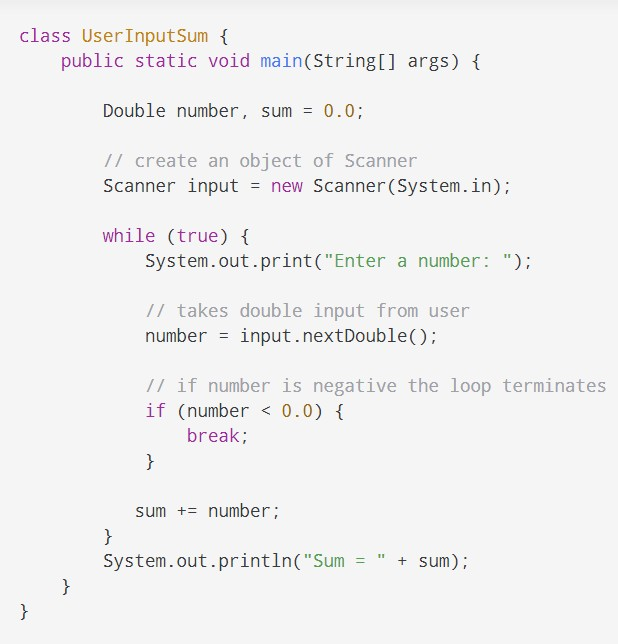 class UserInputSum {
    public static void main(String[] args) {

        Double number, sum = 0.0;

        // create an object of Scanner
        Scanner input = new Scanner(System.in);

        while (true) {
            System.out.print("Enter a number: ");

            // takes double input from user
            number = input.nextDouble();

            // if number is negative the loop terminates
            if (number < 0.0) {
                break;
            }

           sum += number;
        }
        System.out.println("Sum = " + sum);
    }
}